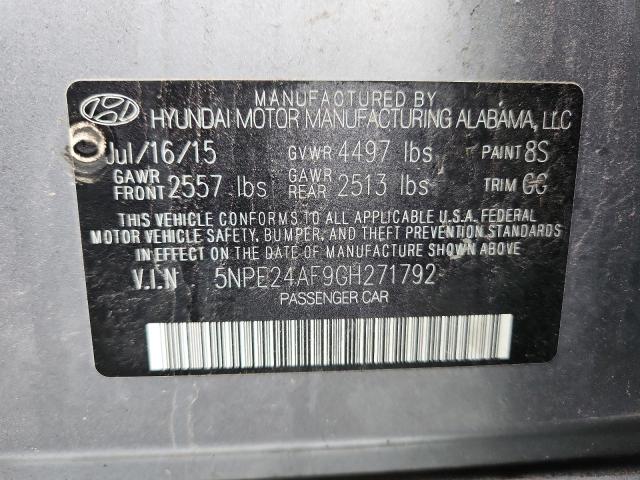 MANUFACTURED BY
HYUNDAI MOTOR MANUFACTURING ALABAMA, LLC
Jul/16/15 GVWR 4497 lbs PAINT 8S
GAWR FRONT 2557 lbs GAWR REAR 2513 lbs TRIM GG
THIS VEHICLE CONFORMS TO ALL APPLICABLE U.S.A. FEDERAL
MOTOR VEHICLE SAFETY, BUMPER, AND THEFT PREVENTION STANDARDS
IN EFFECT ON THE DATE OF MANUFACTURE SHOWN ABOVE.
V.I.N 5NPE24AF9GH271792
PASSENGER CAR